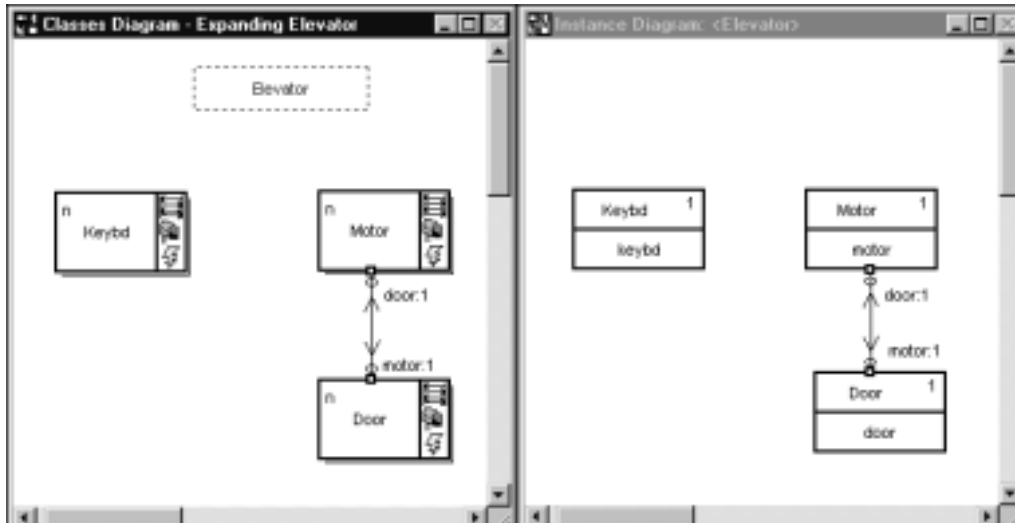 Classes Diagram - Expanding Elevator
Elevator
n
Keybd
n
Motor
door:1
motor:1
n
Door
Instance Diagram: <Elevator>
Keybd 1
keybd
Motor 1
motor
door:1
motor:1
Door 1
door